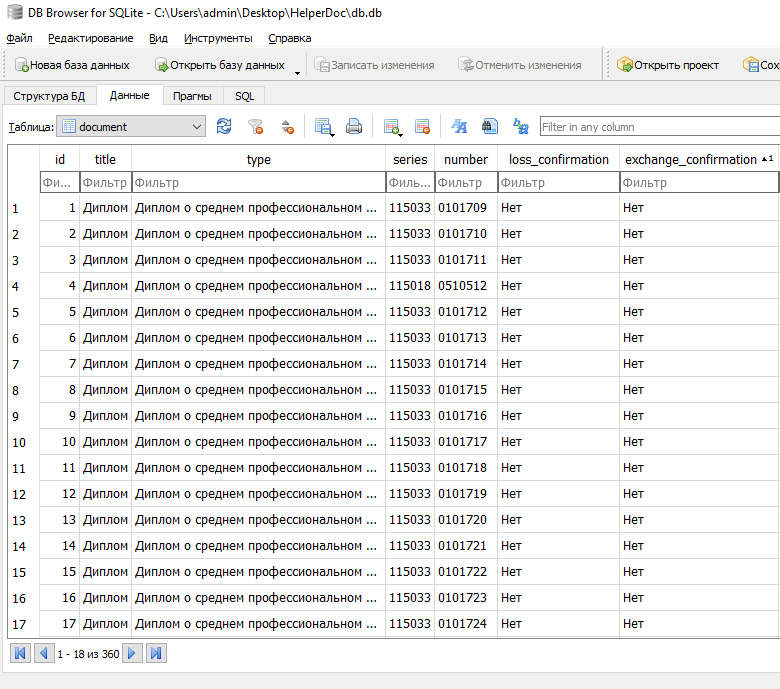 DB Browser for SQLite - C:\Users\admin\Desktop\HelperDoc\db.db
Файл Редактирование Вид Инструменты Справка
Новая база данных Открыть базу данных Записать изменения Отменить изменения Открыть проект Сох
Структура БД Данные Прагмы SQL
Таблица: document Filter in any column
id title type series number loss_confirmation exchange_confirmation 1
Фи... Фильтр Фильтр Филь... Фильтр Фильтр Фильтр
1 1 Диплом Диплом о среднем профессиональном ... 115033 0101709 Нет Нет
2 2 Диплом Диплом о среднем профессиональном ... 115033 0101710 Нет Нет
3 3 Диплом Диплом о среднем профессиональном ... 115033 0101711 Нет Нет
4 4 Диплом Диплом о среднем профессиональном ... 115018 0510512 Нет Нет
5 5 Диплом Диплом о среднем профессиональном ... 115033 0101712 Нет Нет
6 6 Диплом Диплом о среднем профессиональном ... 115033 0101713 Нет Нет
7 7 Диплом Диплом о среднем профессиональном ... 115033 0101714 Нет Нет
8 8 Диплом Диплом о среднем профессиональном ... 115033 0101715 Нет Нет
9 9 Диплом Диплом о среднем профессиональном ... 115033 0101716 Нет Нет
10 10 Диплом Диплом о среднем профессиональном ... 115033 0101717 Нет Нет
11 11 Диплом Диплом о среднем профессиональном ... 115033 0101718 Нет Нет
12 12 Диплом Диплом о среднем профессиональном ... 115033 0101719 Нет Нет
13 13 Диплом Диплом о среднем профессиональном ... 115033 0101720 Нет Нет
14 14 Диплом Диплом о среднем профессиональном ... 115033 0101721 Нет Нет
15 15 Диплом Диплом о среднем профессиональном ... 115033 0101722 Нет Нет
16 16 Диплом Диплом о среднем профессиональном ... 115033 0101723 Нет Нет
17 17 Диплом Диплом о среднем профессиональном ... 115033 0101724 Нет Нет
1 - 18 из 360